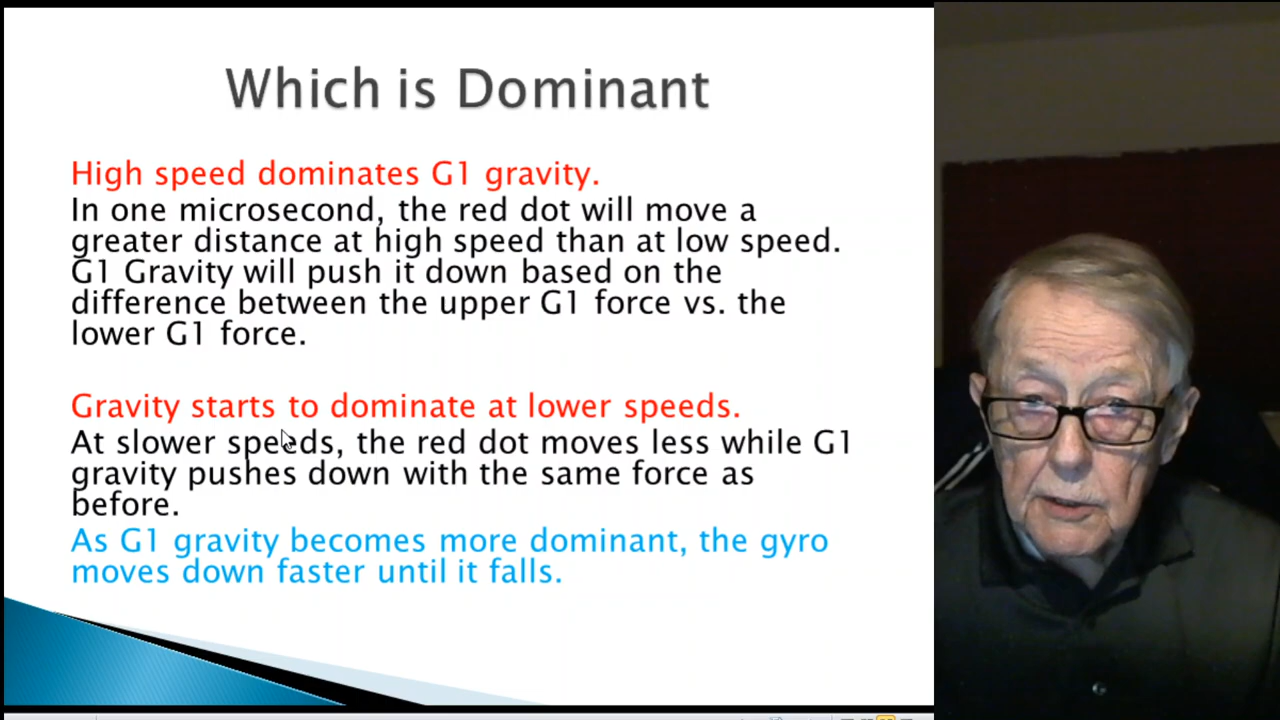 Which is Dominant
High speed dominates G1 gravity.
In one microsecond, the red dot will move a
greater distance at high speed than at low speed.
G1 Gravity will push it down based on the
difference between the upper G1 force vs. the
lower G1 force.
Gravity starts to dominate at lower speeds.
At slower speeds, the red dot moves less while G1
gravity pushes down with the same force as
before.
As G1 gravity becomes more dominant, the gyro
moves down faster until it falls.